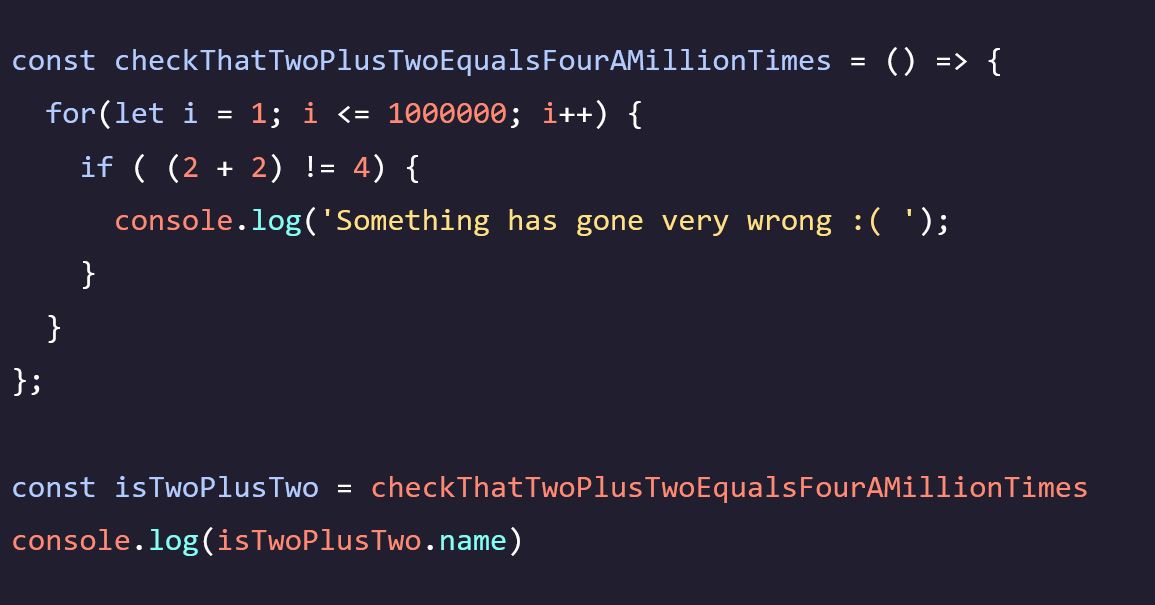 const checkThatTwoPlusTwoEqualsFourAMillionTimes = () => {
  for(let i = 1; i <= 1000000; i++) {
    if ( (2 + 2) != 4) {
      console.log('Something has gone very wrong :( ');
    }
  }
};

const isTwoPlusTwo = checkThatTwoPlusTwoEqualsFourAMillionTimes
console.log(isTwoPlusTwo.name)